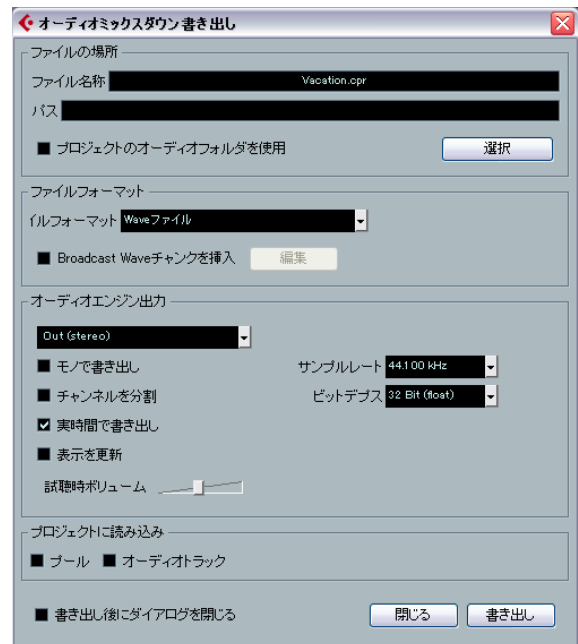 オーディオミックスダウン書き出し
ファイルの場所
ファイル名称 Vacation.cpr
パス
プロジェクトのオーディオフォルダを使用 選択
ファイルフォーマット
イルフォーマット Waveファイル
Broadcast Waveチャンクを挿入 編集
オーディオエンジン出力
Out (stereo)
モノで書き出し サンプルレート 44.100 kHz
チャンネルを分割 ビットデプス 32 Bit (float)
実時間で書き出し
表示を更新
試聴時ボリューム
プロジェクトに読み込み
プール オーディオトラック
書き出し後にダイアログを閉じる 閉じる 書き出し